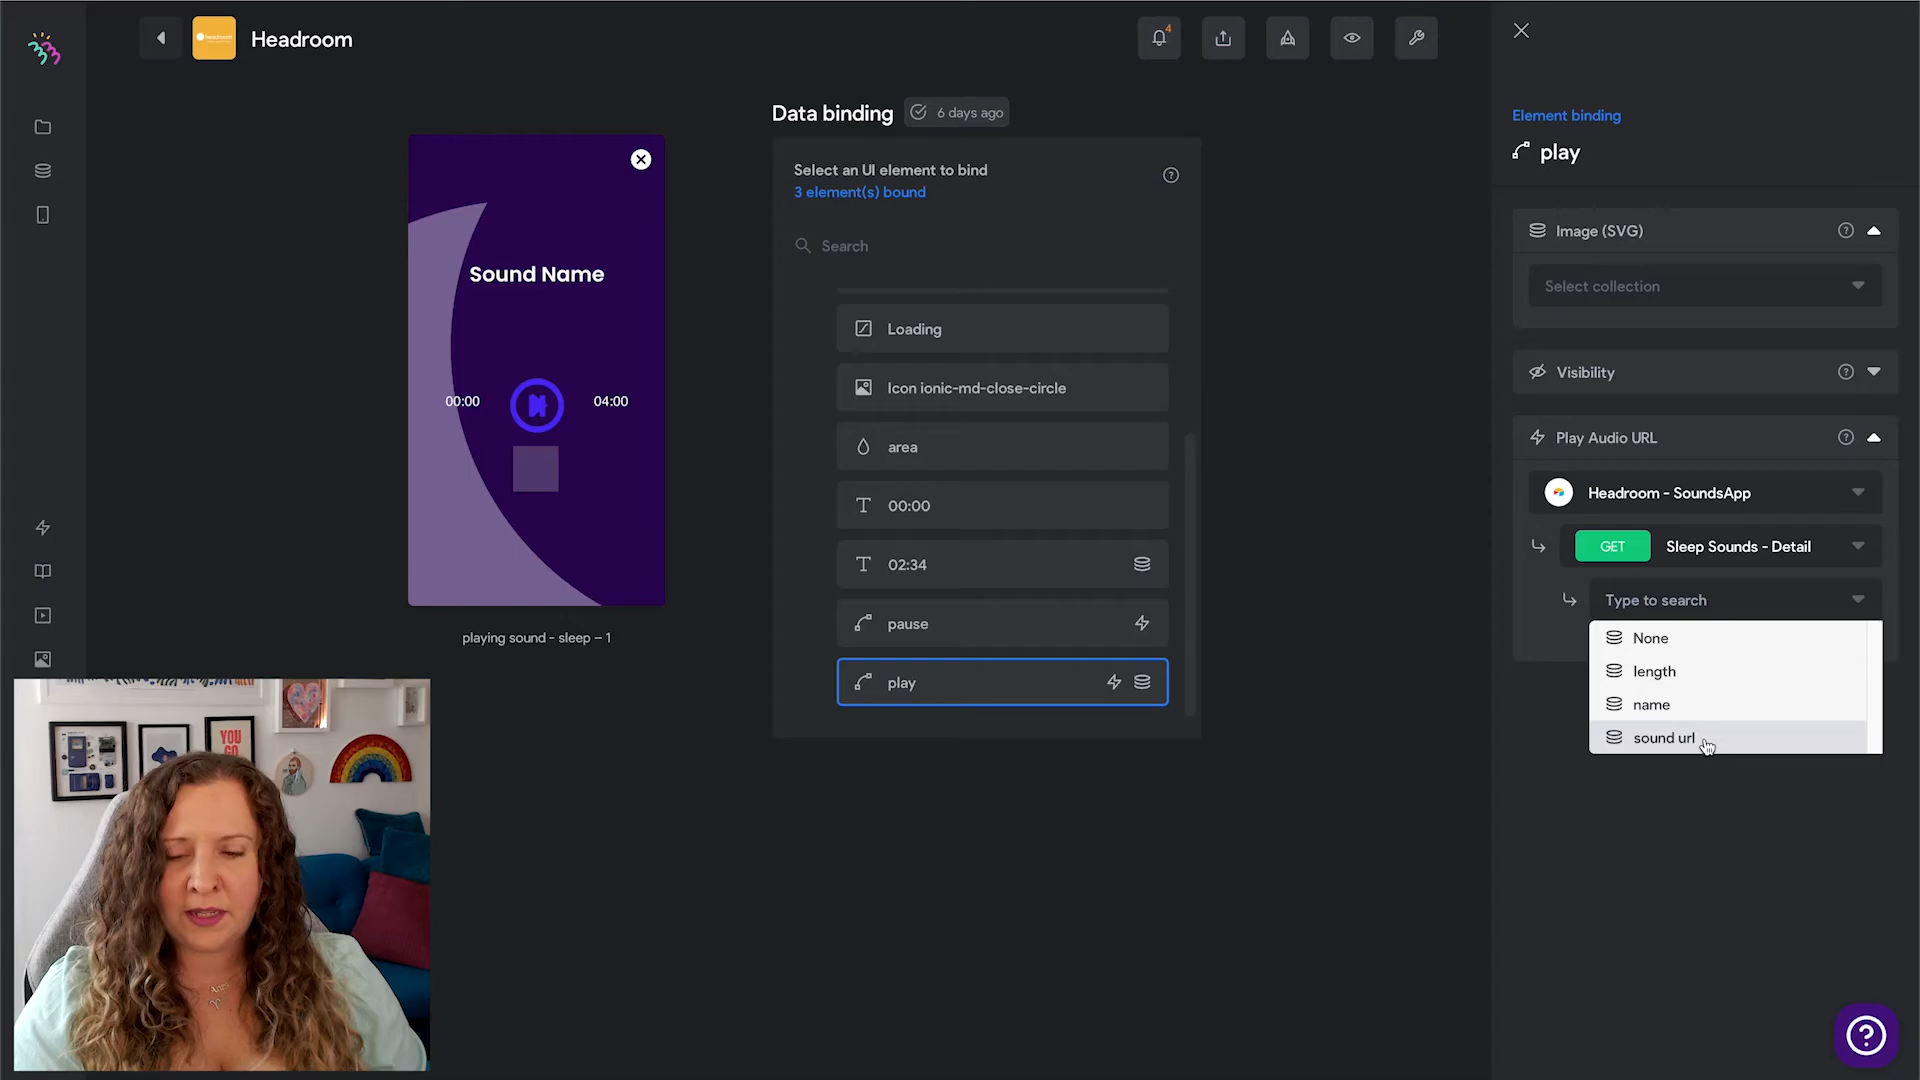 Headroom
4
Data binding
6 days ago
Select an UI element to bind
3 element(s) bound
Search
Loading
Icon ionic-md-close-circle
area
00:00
02:34
pause
play
Sound Name
00:00
04:00
playing sound - sleep – 1
Element binding
play
Image (SVG)
Select collection
Visibility
Play Audio URL
Headroom - SoundsApp
GET
Sleep Sounds - Detail
Type to search
None
length
name
sound url
YOU
GO